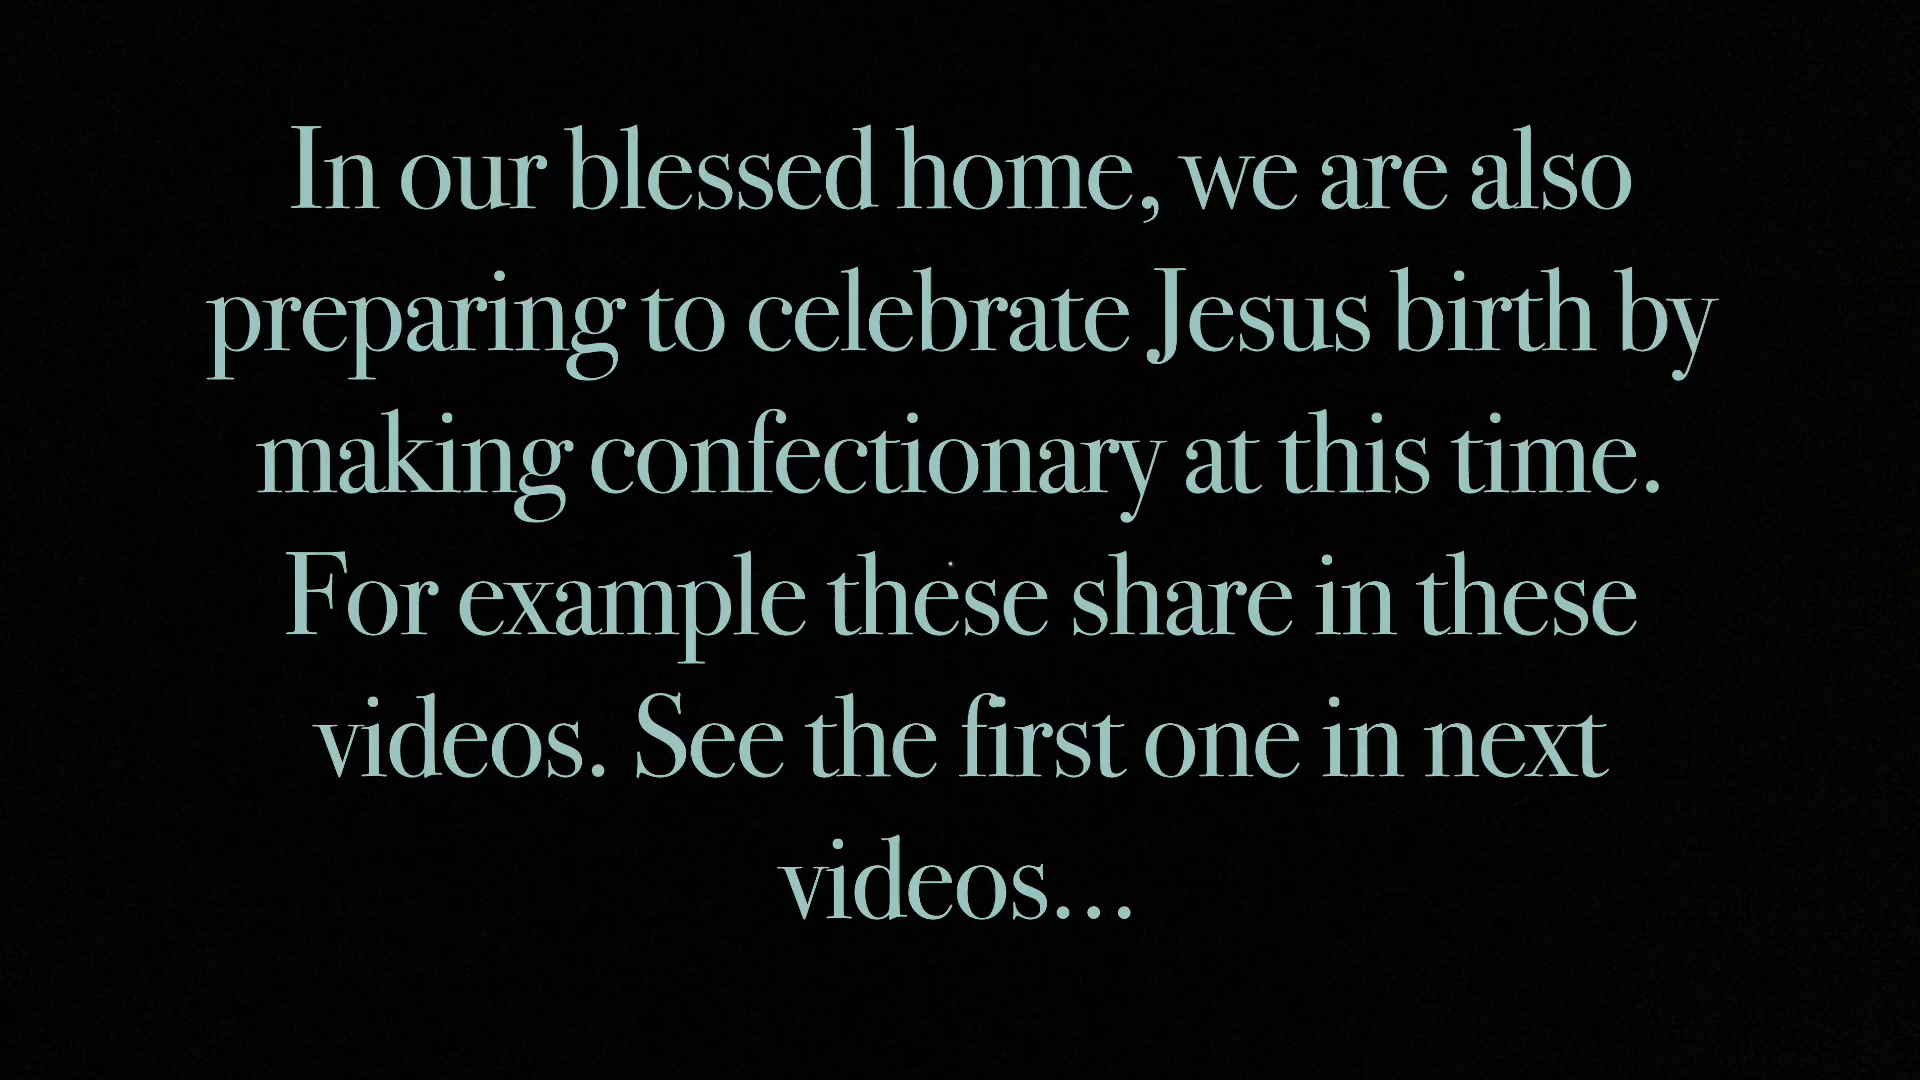 In our blessed home, we are also
preparing to celebrate Jesus birth by
making confectionary at this time.
For example these share in these
videos. See the first one in next
videos...